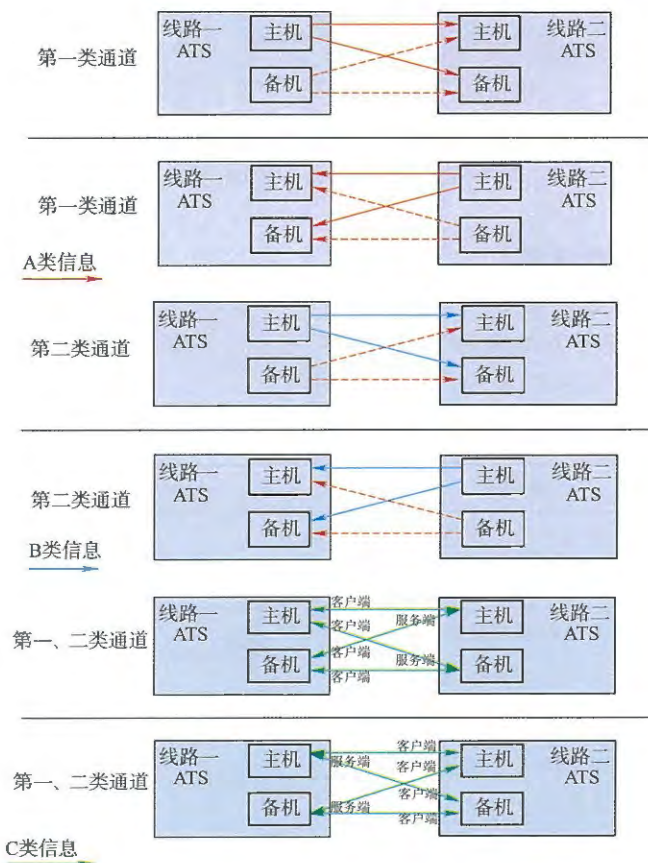 线路一
ATS
主机
备机
主机
备机
线路二
ATS
第一类通道
线路一
ATS
主机
备机
主机
备机
线路二
ATS
第一类通道
A类信息
线路一
ATS
主机
备机
主机
备机
线路二
ATS
第二类通道
线路一
ATS
主机
备机
主机
备机
线路二
ATS
第二类通道
B类信息
线路一
ATS
主机
备机
客户端
客户端
服务端
客户端
服务端
客户端
主机
备机
线路二
ATS
第一、二类通道
线路一
ATS
主机
备机
客户端
服务端
客户端
客户端
服务端
客户端
主机
备机
线路二
ATS
第一、二类通道
C类信息